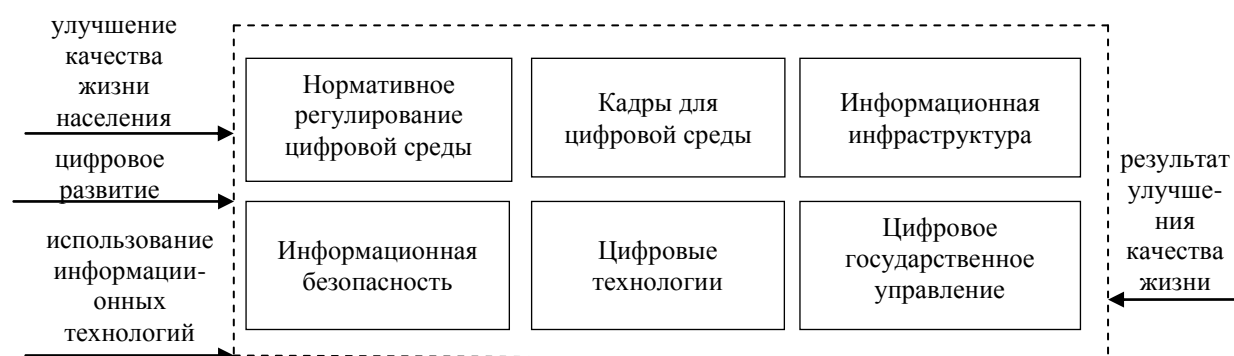 улучшение
качества
жизни
населения
цифровое
развитие
использование
информаци-
онных
технологий
Нормативное
регулирование
цифровой среды
Кадры для
цифровой среды
Информационная
инфраструктура
Информационная
безопасность
Цифровые
технологии
Цифровое
государственное
управление
результат
улучше-
ния
качества
жизни